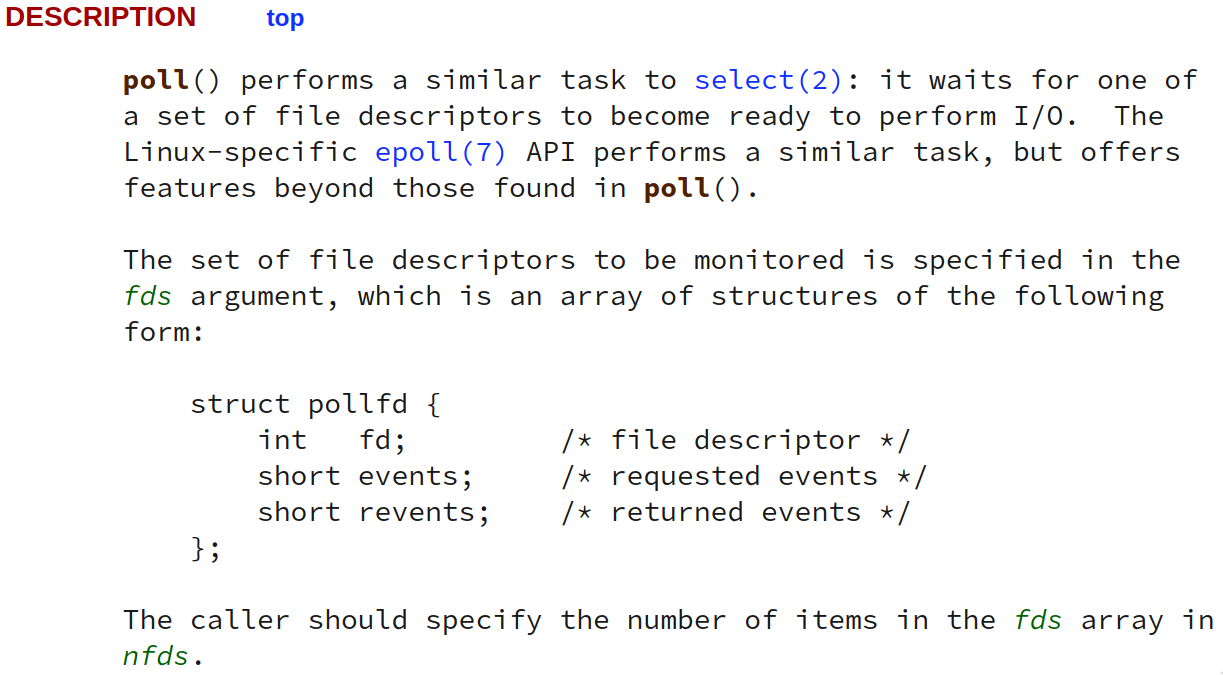 DESCRIPTION top
poll() performs a similar task to select(2): it waits for one of
a set of file descriptors to become ready to perform I/O.  The
Linux-specific epoll(7) API performs a similar task, but offers
features beyond those found in poll().
The set of file descriptors to be monitored is specified in the
fds argument, which is an array of structures of the following
form:
struct pollfd {
    int   fd;         /* file descriptor */
    short events;     /* requested events */
    short revents;    /* returned events */
};
The caller should specify the number of items in the fds array in
nfds.